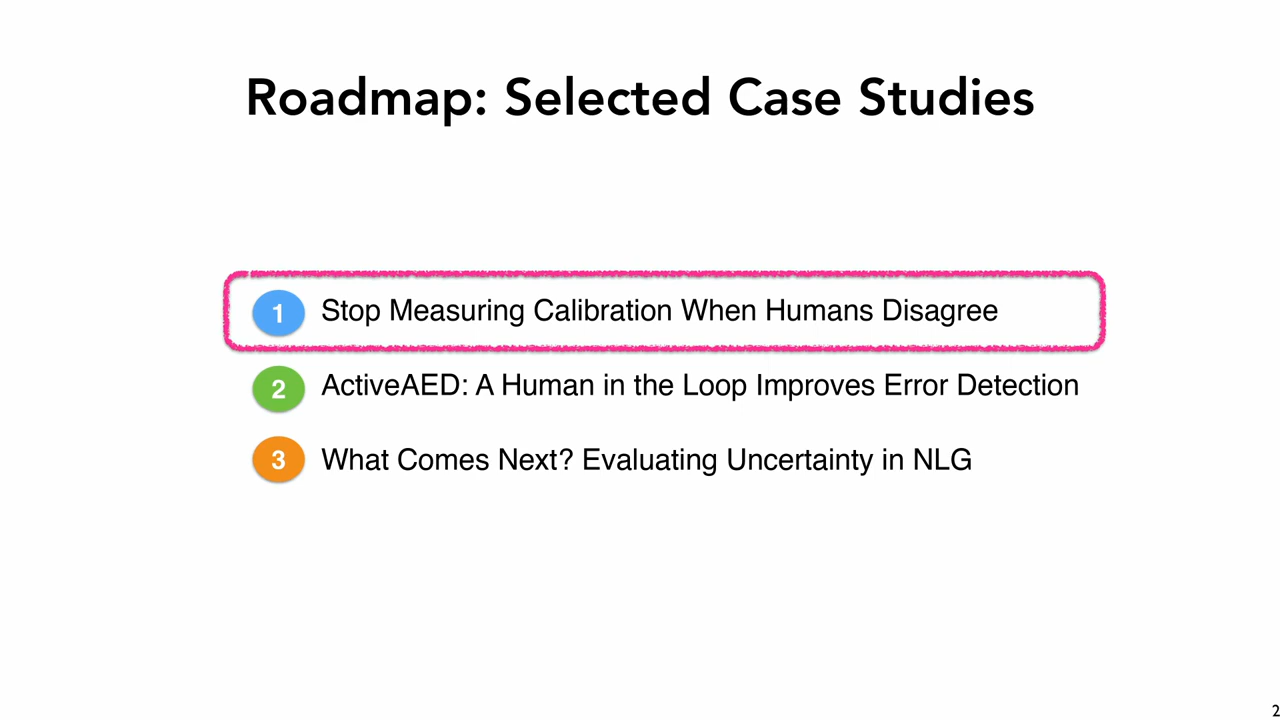 Roadmap: Selected Case Studies
1 Stop Measuring Calibration When Humans Disagree
2 ActiveAED: A Human in the Loop Improves Error Detection
3 What Comes Next? Evaluating Uncertainty in NLG
2